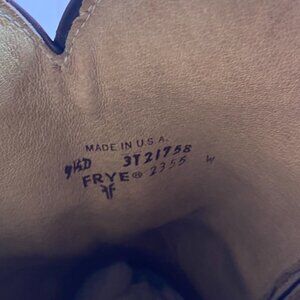 MADE IN U.S.A.
9½D 3T21758
FRYE® 2355 W